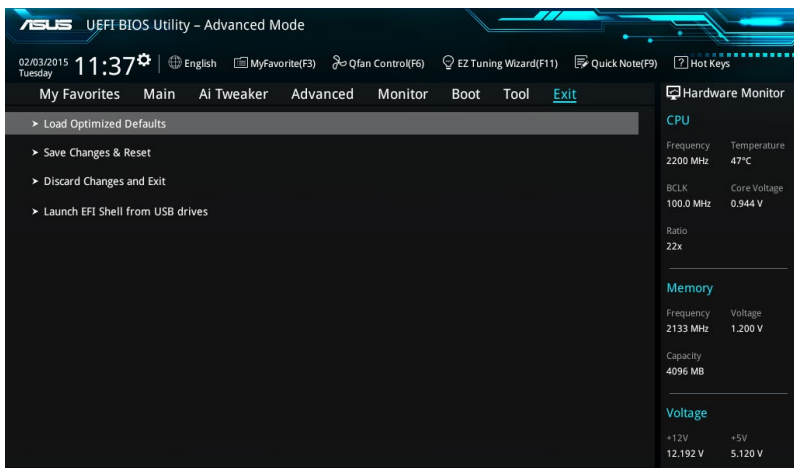 ASUS UEFI BIOS Utility – Advanced Mode
02/03/2015 Tuesday 11:37 English MyFavorite(F3) Qfan Control(F6) EZ Tuning Wizard(F11) Quick Note(F9) ? Hot Keys
My Favorites Main Ai Tweaker Advanced Monitor Boot Tool Exit
> Load Optimized Defaults
> Save Changes & Reset
> Discard Changes and Exit
> Launch EFI Shell from USB drives
Hardware Monitor
CPU
Frequency Temperature
2200 MHz 47°C
BCLK Core Voltage
100.0 MHz 0.944 V
Ratio
22x
Memory
Frequency Voltage
2133 MHz 1.200 V
Capacity
4096 MB
Voltage
+12V +5V
12.192 V 5.120 V